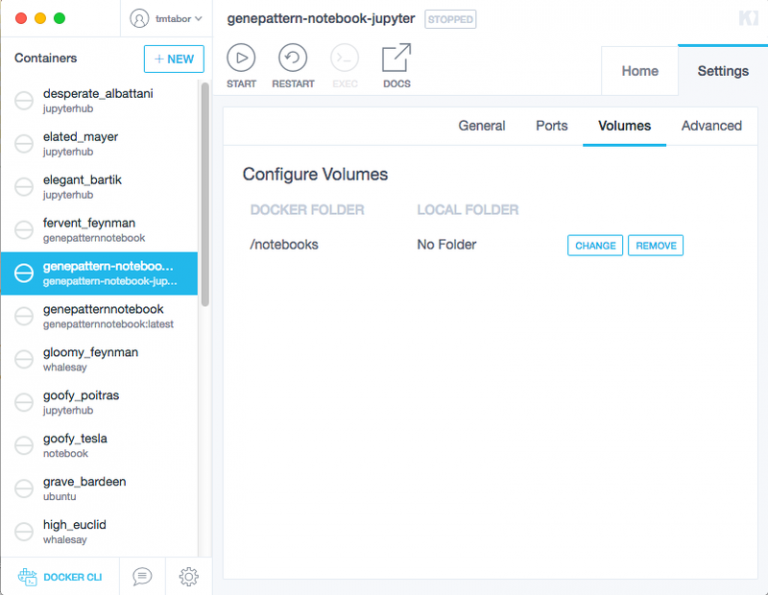 tmtabor
genepattern-notebook-jupyter STOPPED
Containers
+ NEW
START
RESTART
EXEC
DOCS
Home
Settings
desperate_albattani
jupyterhub
elated_mayer
jupyterhub
elegant_bartik
jupyterhub
fervent_feynman
genepatternnotebook
genepattern-noteboo...
genepattern-notebook-jup...
genepatternnotebook
genepatternnotebook:latest
gloomy_feynman
whalesay
goofy_poitras
jupyterhub
goofy_tesla
notebook
grave_bardeen
ubuntu
high_euclid
whalesay
DOCKER CLI
General
Ports
Volumes
Advanced
Configure Volumes
DOCKER FOLDER LOCAL FOLDER
/notebooks No Folder CHANGE REMOVE